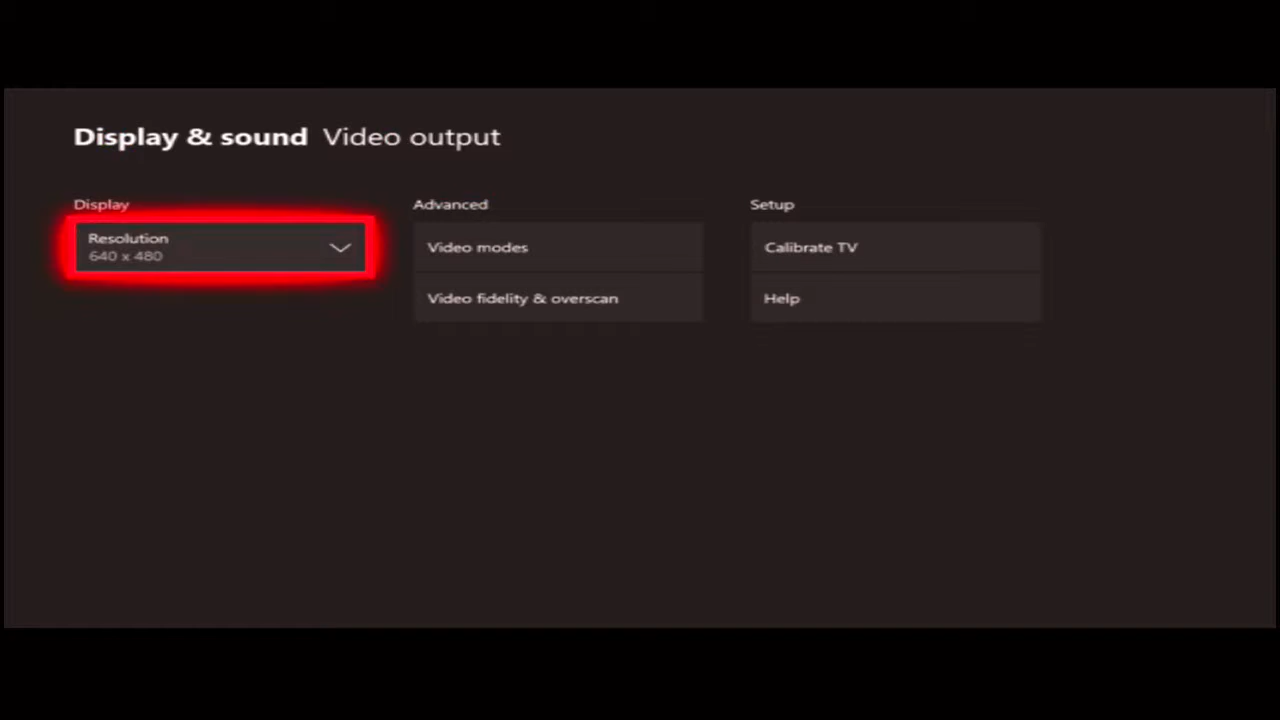 Display & sound Video output
Display
Resolution
640 x 480
Advanced
Video modes
Video fidelity & overscan
Setup
Calibrate TV
Help